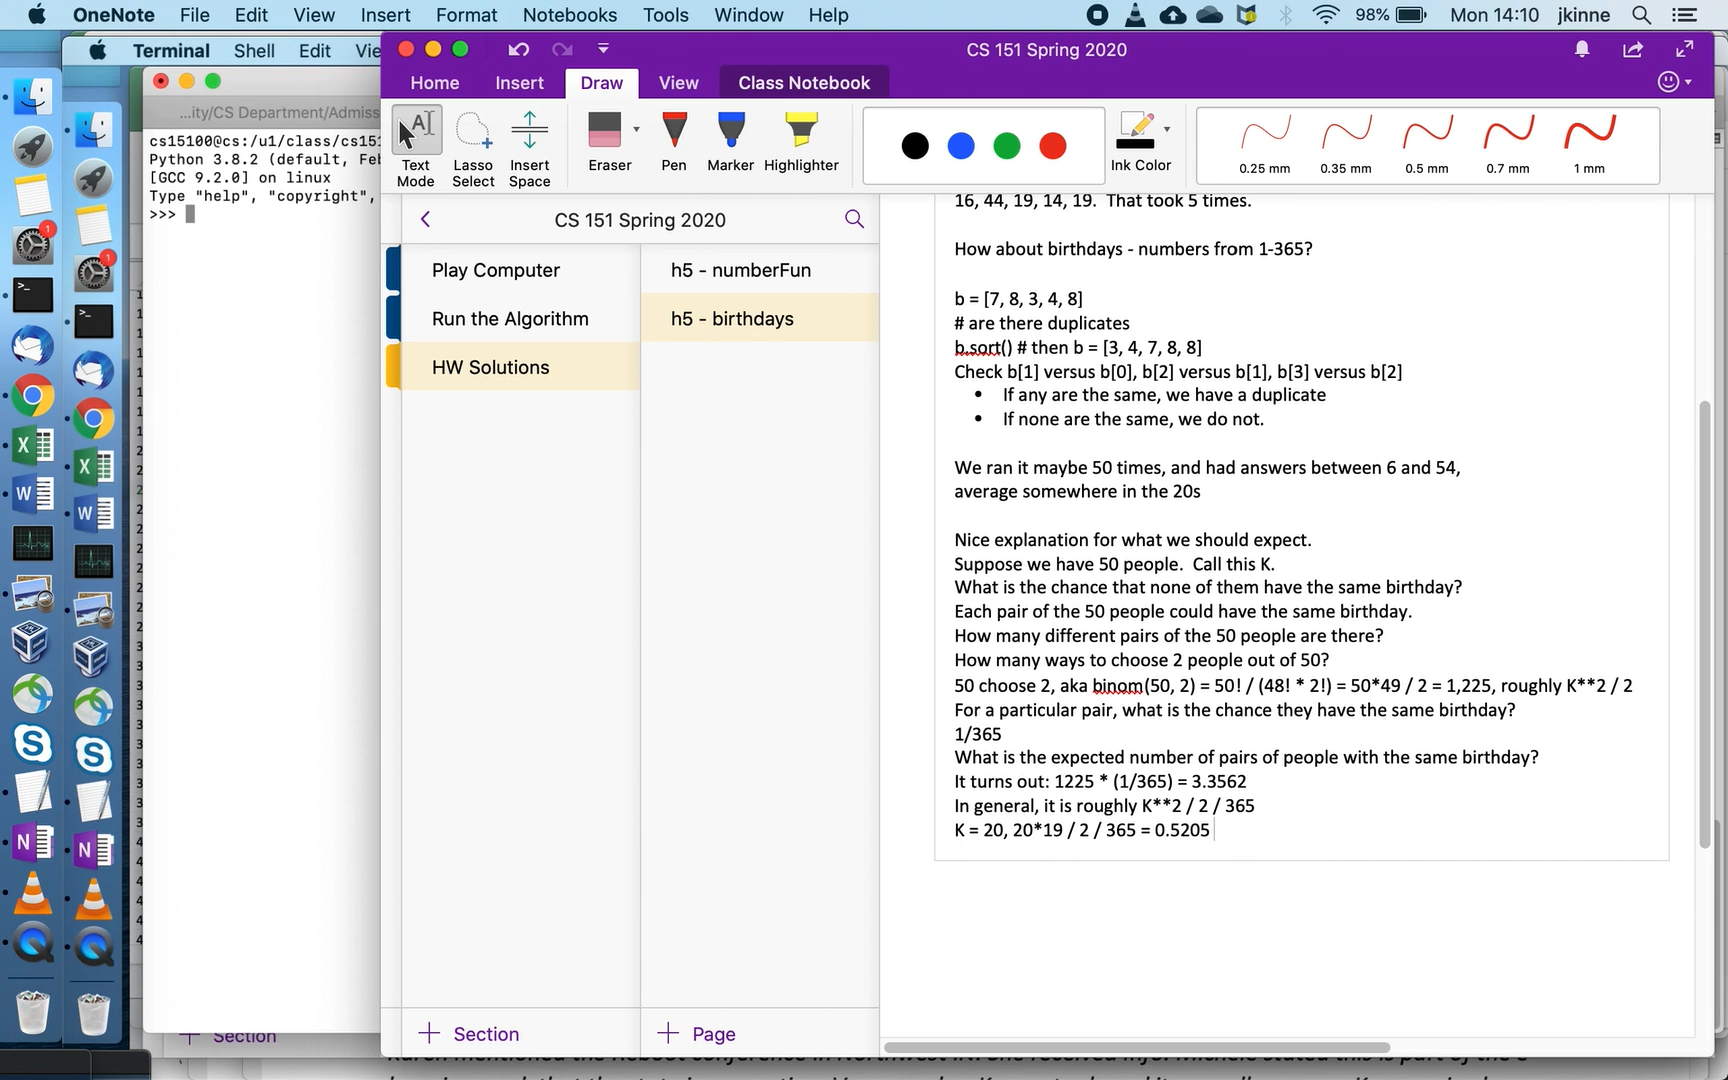 OneNote File Edit View Insert Format Notebooks Tools Window Help 98% Mon 14:10 jkinne
Terminal Shell Edit Vie
CS 151 Spring 2020
Home Insert Draw View Class Notebook
...ity/CS Department/Admiss
Text Mode
Lasso Select
Insert Space
Eraser
Pen
Marker
Highlighter
Ink Color
0.25 mm 0.35 mm 0.5 mm 0.7 mm 1 mm
cs15100@cs:/u1/class/cs151
Python 3.8.2 (default, Feb
[GCC 9.2.0] on linux
Type "help", "copyright",
>>>
CS 151 Spring 2020
Play Computer
Run the Algorithm
HW Solutions
h5 - numberFun
h5 - birthdays
16, 44, 19, 14, 19. That took 5 times.
How about birthdays - numbers from 1-365?
b = [7, 8, 3, 4, 8]
# are there duplicates
b.sort() # then b = [3, 4, 7, 8, 8]
Check b[1] versus b[0], b[2] versus b[1], b[3] versus b[2]
• If any are the same, we have a duplicate
• If none are the same, we do not.
We ran it maybe 50 times, and had answers between 6 and 54,
average somewhere in the 20s
Nice explanation for what we should expect.
Suppose we have 50 people. Call this K.
What is the chance that none of them have the same birthday?
Each pair of the 50 people could have the same birthday.
How many different pairs of the 50 people are there?
How many ways to choose 2 people out of 50?
50 choose 2, aka binom(50, 2) = 50! / (48! * 2!) = 50*49 / 2 = 1,225, roughly K**2 / 2
For a particular pair, what is the chance they have the same birthday?
1/365
What is the expected number of pairs of people with the same birthday?
It turns out: 1225 * (1/365) = 3.3562
In general, it is roughly K**2 / 2 / 365
K = 20, 20*19 / 2 / 365 = 0.5205
+ Section
+ Page
+ Section